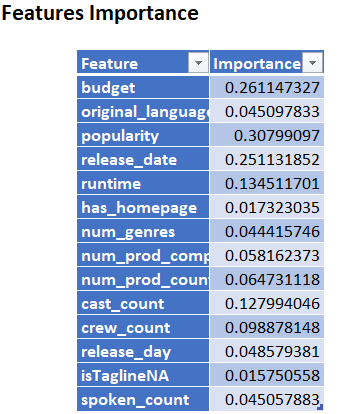 Features Importance
Feature Importance
budget 0.261147327
original_language 0.045097833
popularity 0.30799097
release_date 0.251131852
runtime 0.134511701
has_homepage 0.017323035
num_genres 0.044415746
num_prod_comp 0.058162373
num_prod_coun 0.064731118
cast_count 0.127994046
crew_count 0.098878148
release_day 0.048579381
isTaglineNA 0.015750558
spoken_count 0.045057883